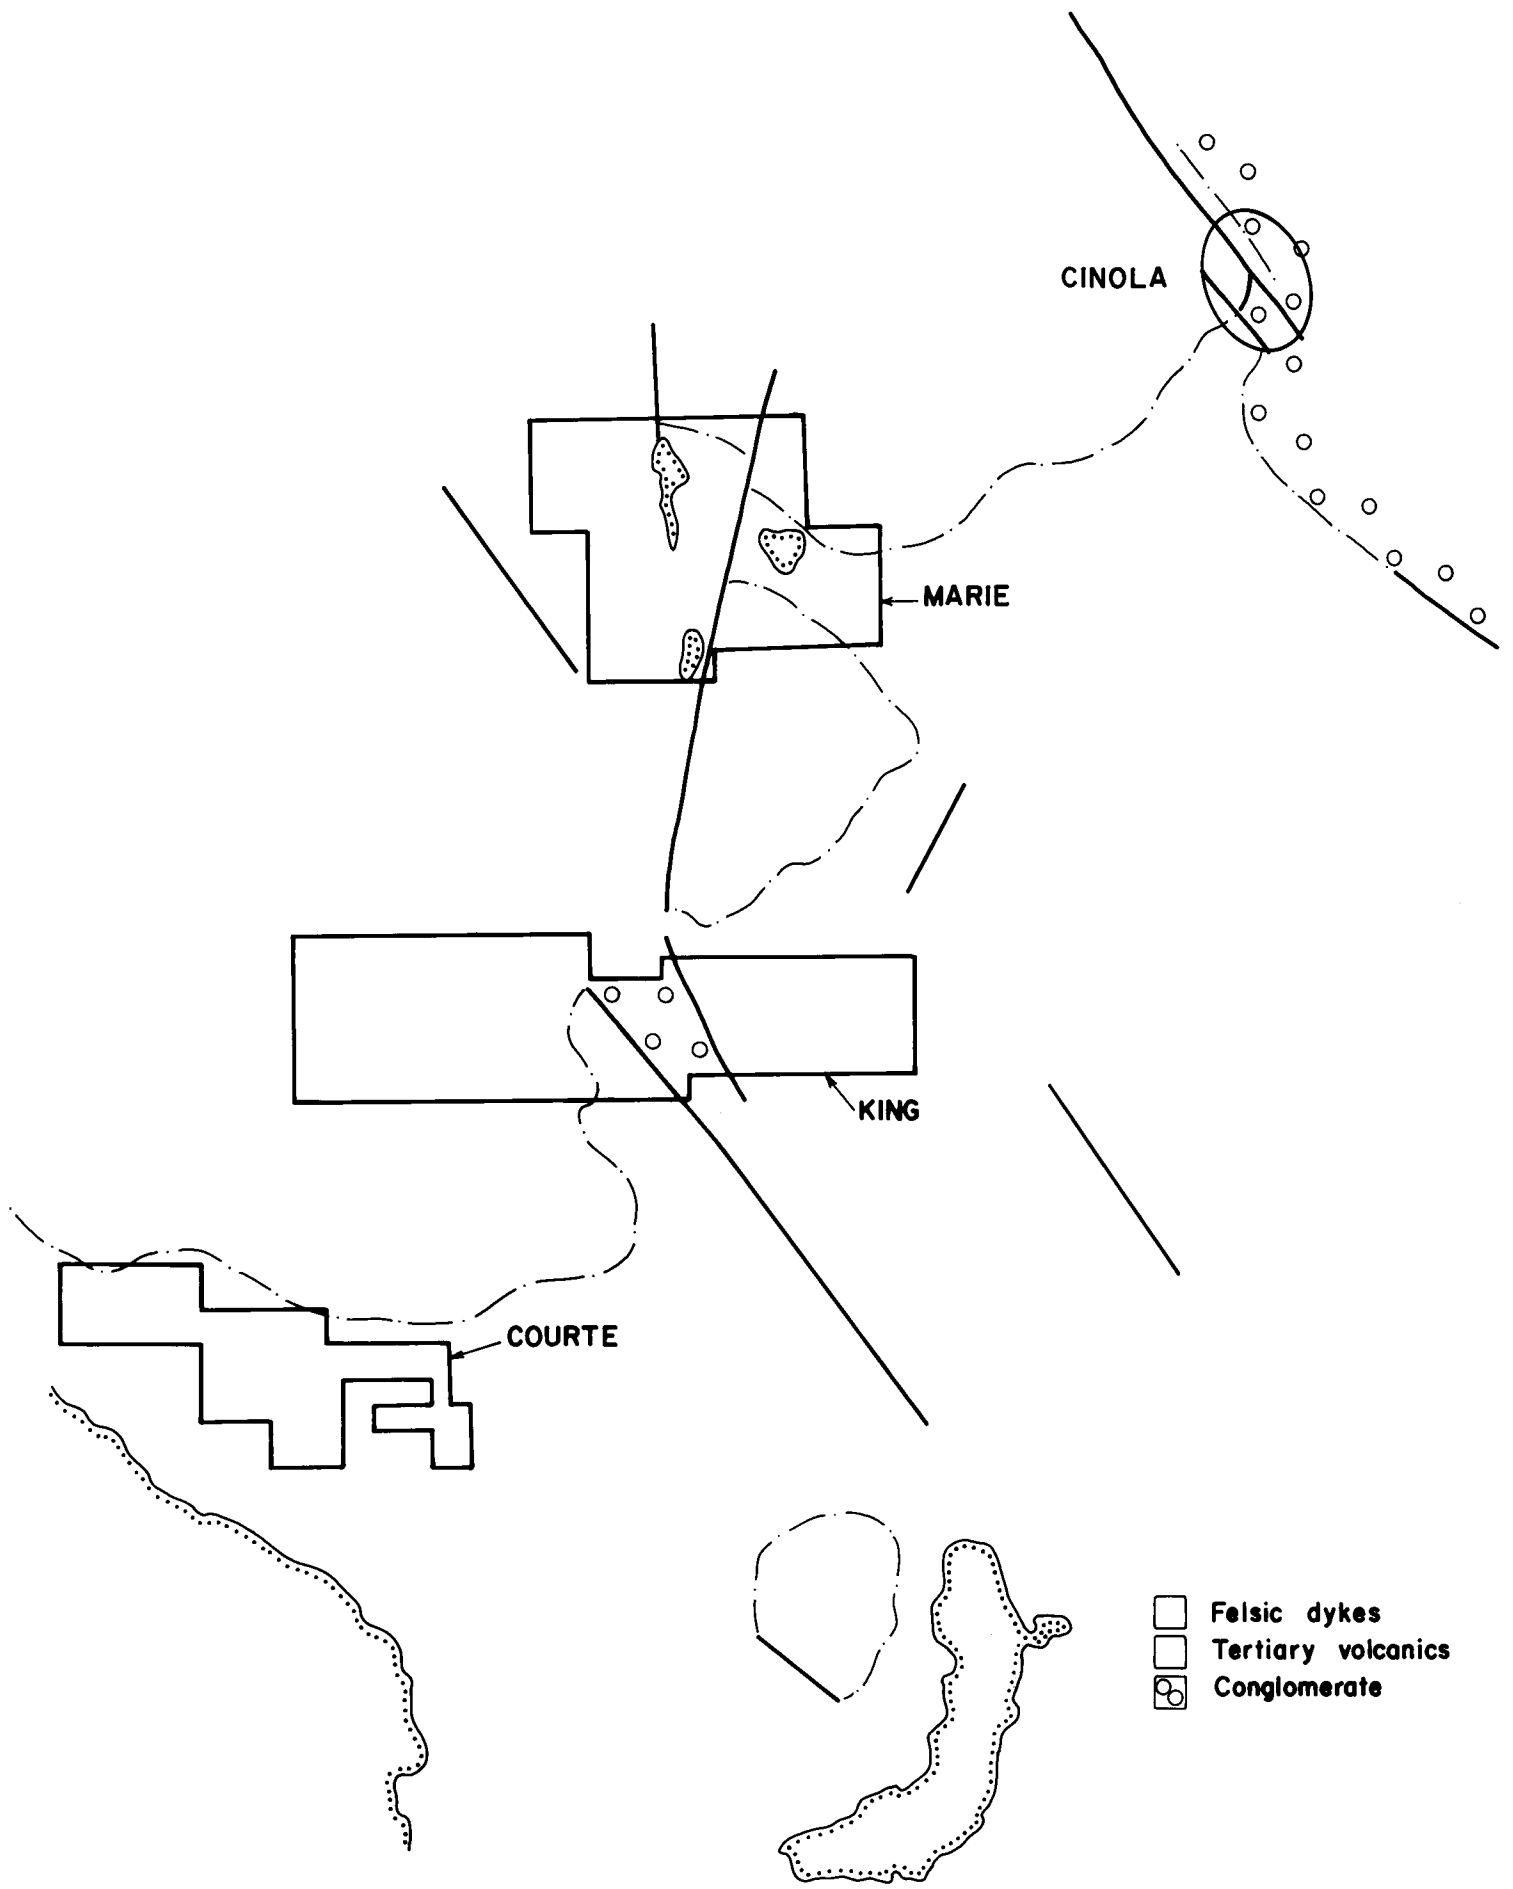 CINOLA
MARIE
KING
COURTE
Felsic dykes
Tertiary volcanics
Conglomerate